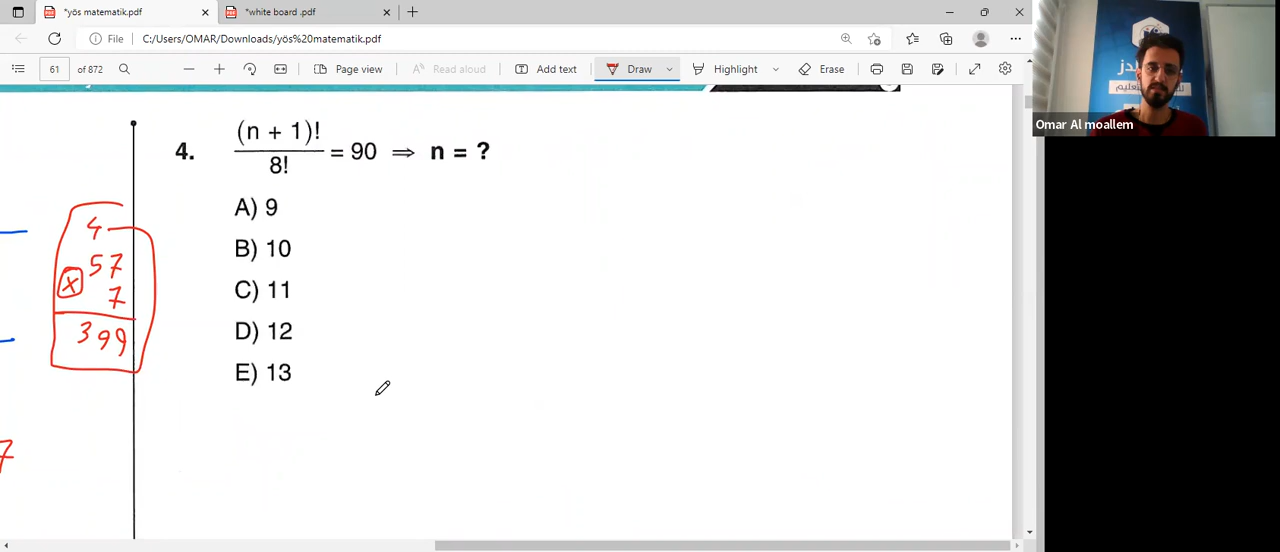 *yös matematik.pdf
*white board .pdf
File
C:/Users/OMAR/Downloads/yös%20matematik.pdf
61 of 872
Page view
Read aloud
Add text
Draw
Highlight
Erase
Omar Al moallem
4. (n + 1)! / 8! = 90 ⇒ n = ?
A) 9
B) 10
C) 11
D) 12
E) 13
4
57
x 7
399
7